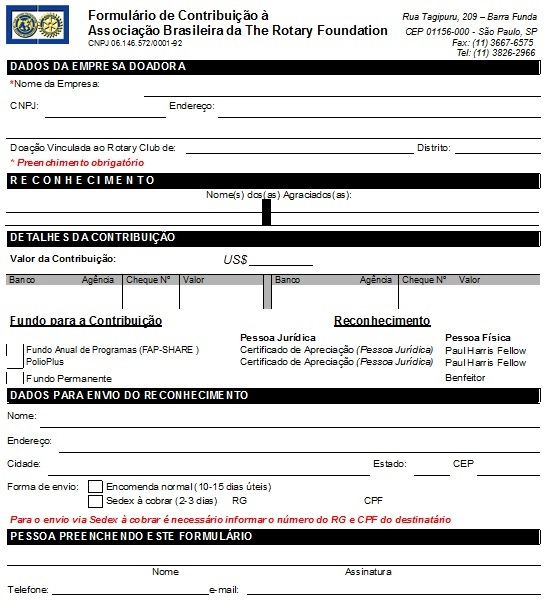 Formulário de Contribuição à
Associação Brasileira da The Rotary Foundation
CNPJ 06.146.572/0001-92
Rua Tagipuru, 209 – Barra Funda
CEP 01156-000 - São Paulo, SP
Fax: (11) 3667-6575
Tel: (11) 3826-2966
DADOS DA EMPRESA DOADORA
*Nome da Empresa:
CNPJ: Endereço:
Doação Vinculada ao Rotary Club de: Distrito:
* Preenchimento obrigatório
RECONHECIMENTO
Nome(s) dos(as) Agraciados(as):
DETALHES DA CONTRIBUIÇÃO
Valor da Contribuição: US$
Banco Agência Cheque Nº Valor Banco Agência Cheque Nº Valor
Fundo para a Contribuição Reconhecimento
Pessoa Jurídica Pessoa Física
Fundo Anual de Programas (FAP-SHARE ) Certificado de Apreciação (Pessoa Jurídica) Paul Harris Fellow
PolioPlus Certificado de Apreciação (Pessoa Jurídica) Paul Harris Fellow
Fundo Permanente Benfeitor
DADOS PARA ENVIO DO RECONHECIMENTO
Nome:
Endereço:
Cidade: Estado: CEP
Forma de envio: Encomenda normal (10-15 dias úteis)
Sedex à cobrar (2-3 dias) RG CPF
Para o envio via Sedex à cobrar é necessário informar o número do RG e CPF do destinatário
PESSOA PREENCHENDO ESTE FORMULÁRIO
Nome Assinatura
Telefone: e-mail: